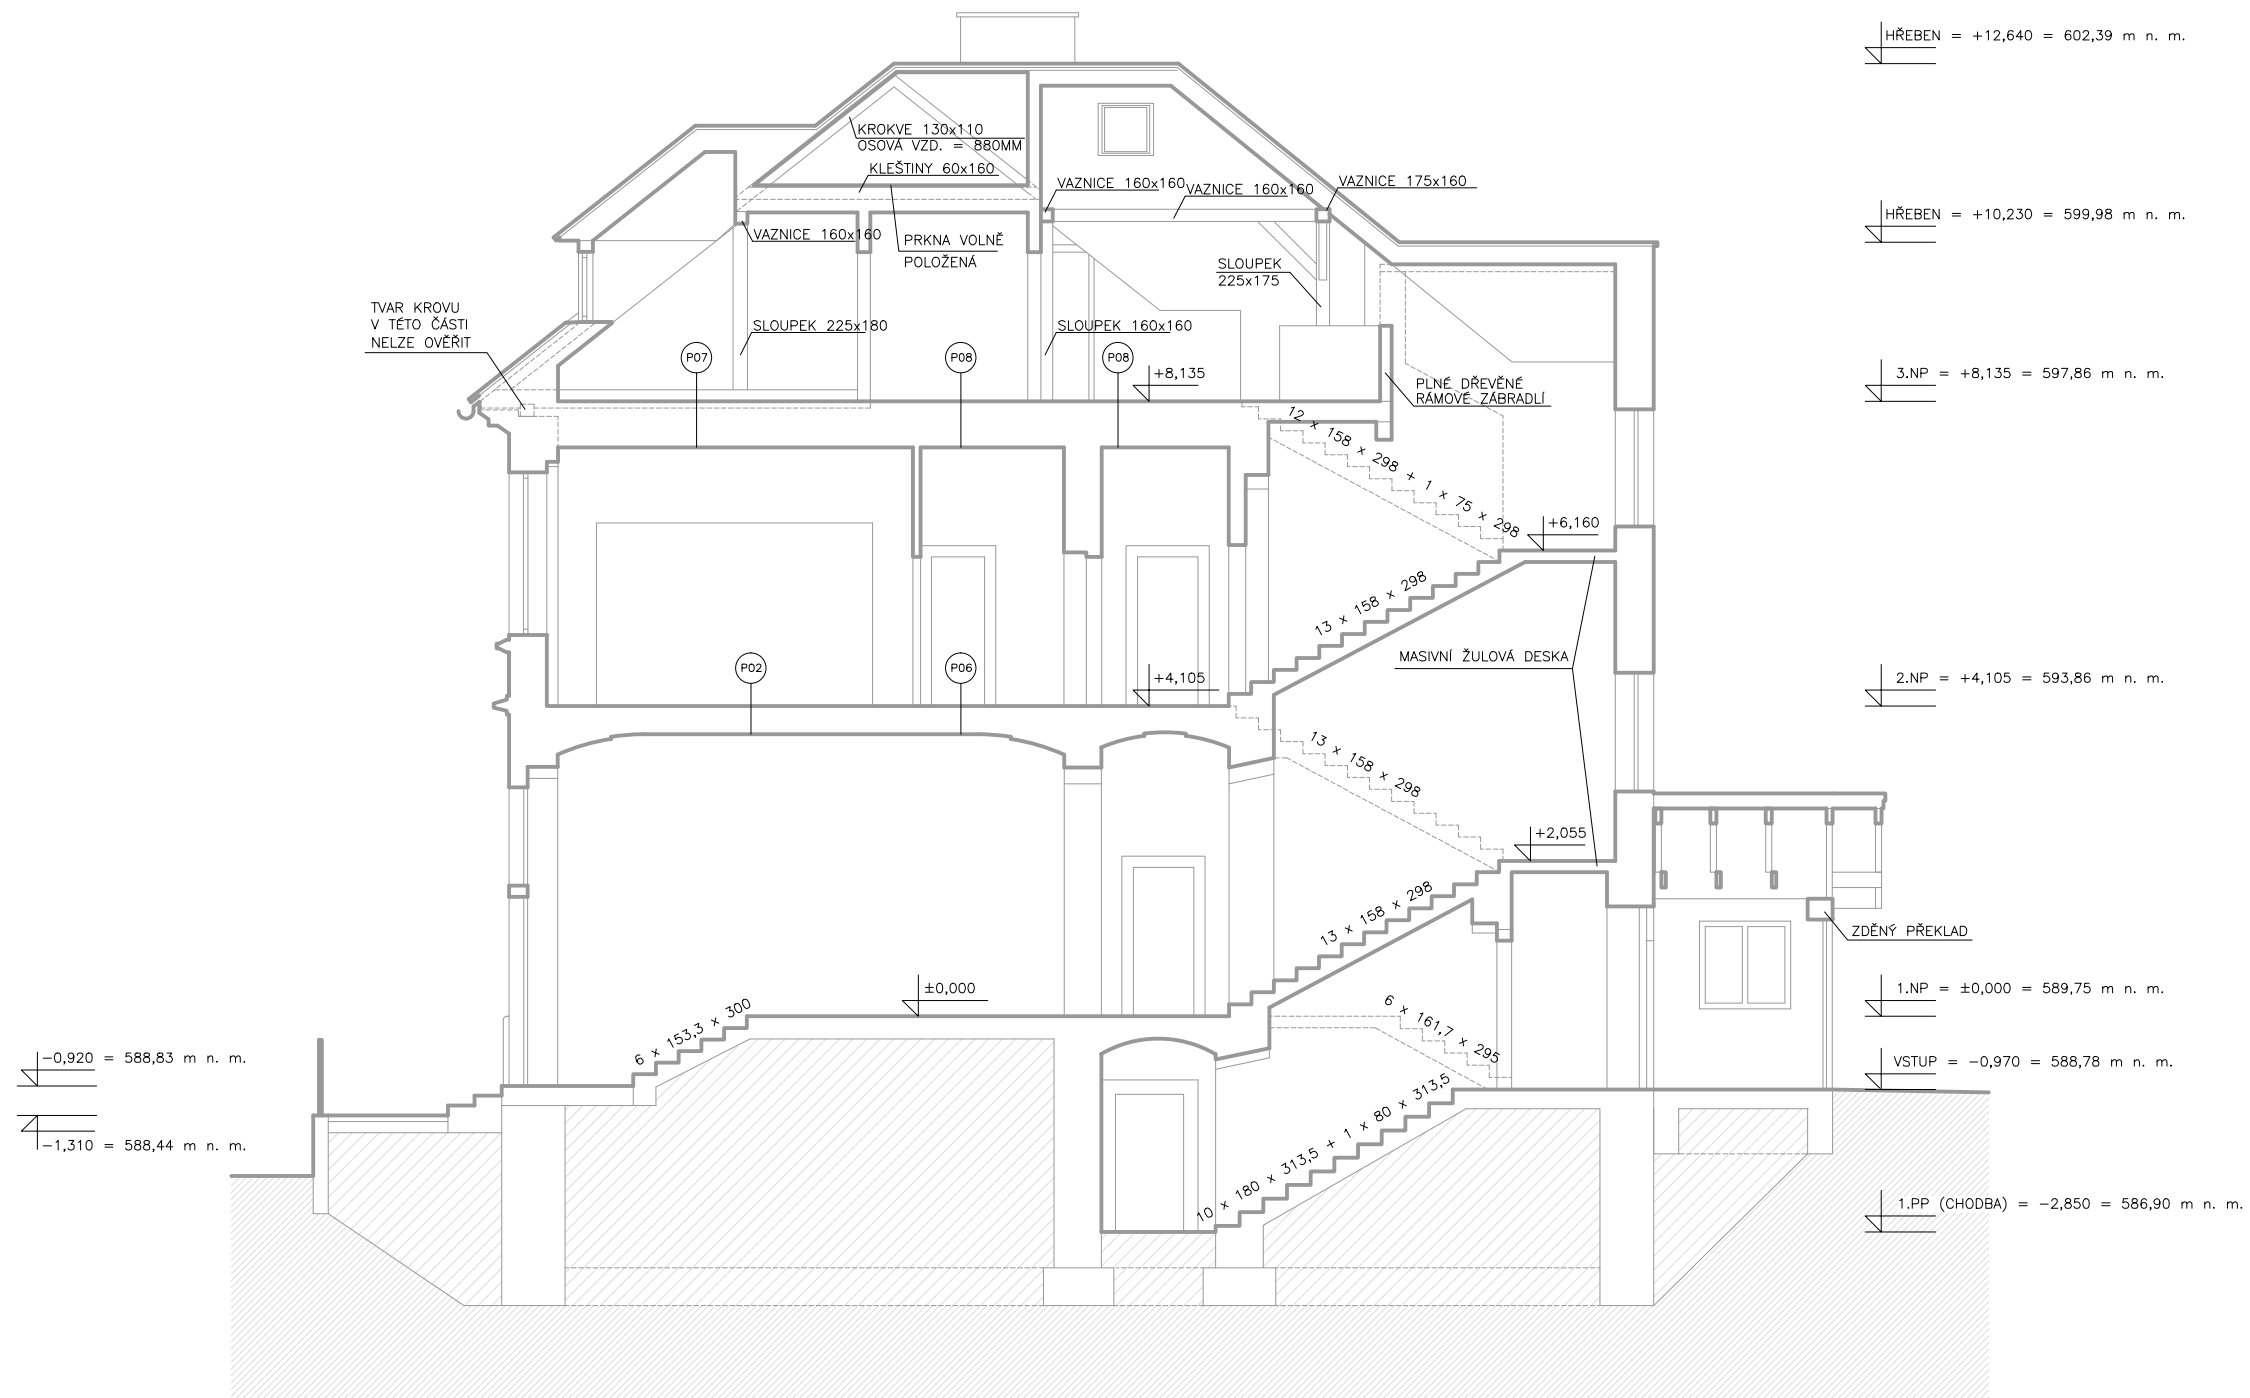 HŘEBEN = +12,640 = 602,39 m n. m.
KROKVE 130x110
OSOVÁ VZD. = 880MM
KLEŠTINY 60x160
VAZNICE 160x160
VAZNICE 160x160
VAZNICE 175x160
HŘEBEN = +10,230 = 599,98 m n. m.
VAZNICE 160x160
PRKNA VOLNĚ
POLOŽENÁ
SLOUPEK
225x175
TVAR KROVU
V TÉTO ČÁSTI
NELZE OVĚŘIT
SLOUPEK 225x180
SLOUPEK 160x160
P07
P08
P08
+8,135
3.NP = +8,135 = 597,86 m n. m.
PLNÉ DŘEVĚNÉ
RÁMOVÉ ZÁBRADLÍ
12 x 158 x 298 + 1 x 75 x 298
+6,160
13 x 158 x 298
MASIVNÍ ŽULOVÁ DESKA
P02
P06
+4,105
2.NP = +4,105 = 593,86 m n. m.
13 x 158 x 298
+2,055
13 x 158 x 298
ZDĚNÝ PŘEKLAD
±0,000
1.NP = ±0,000 = 589,75 m n. m.
6 x 153,3 x 300
6 x 161,7 x 295
-0,920 = 588,83 m n. m.
VSTUP = -0,970 = 588,78 m n. m.
-1,310 = 588,44 m n. m.
10 x 180 x 313,5 + 1 x 80 x 313,5
1.PP (CHODBA) = -2,850 = 586,90 m n. m.